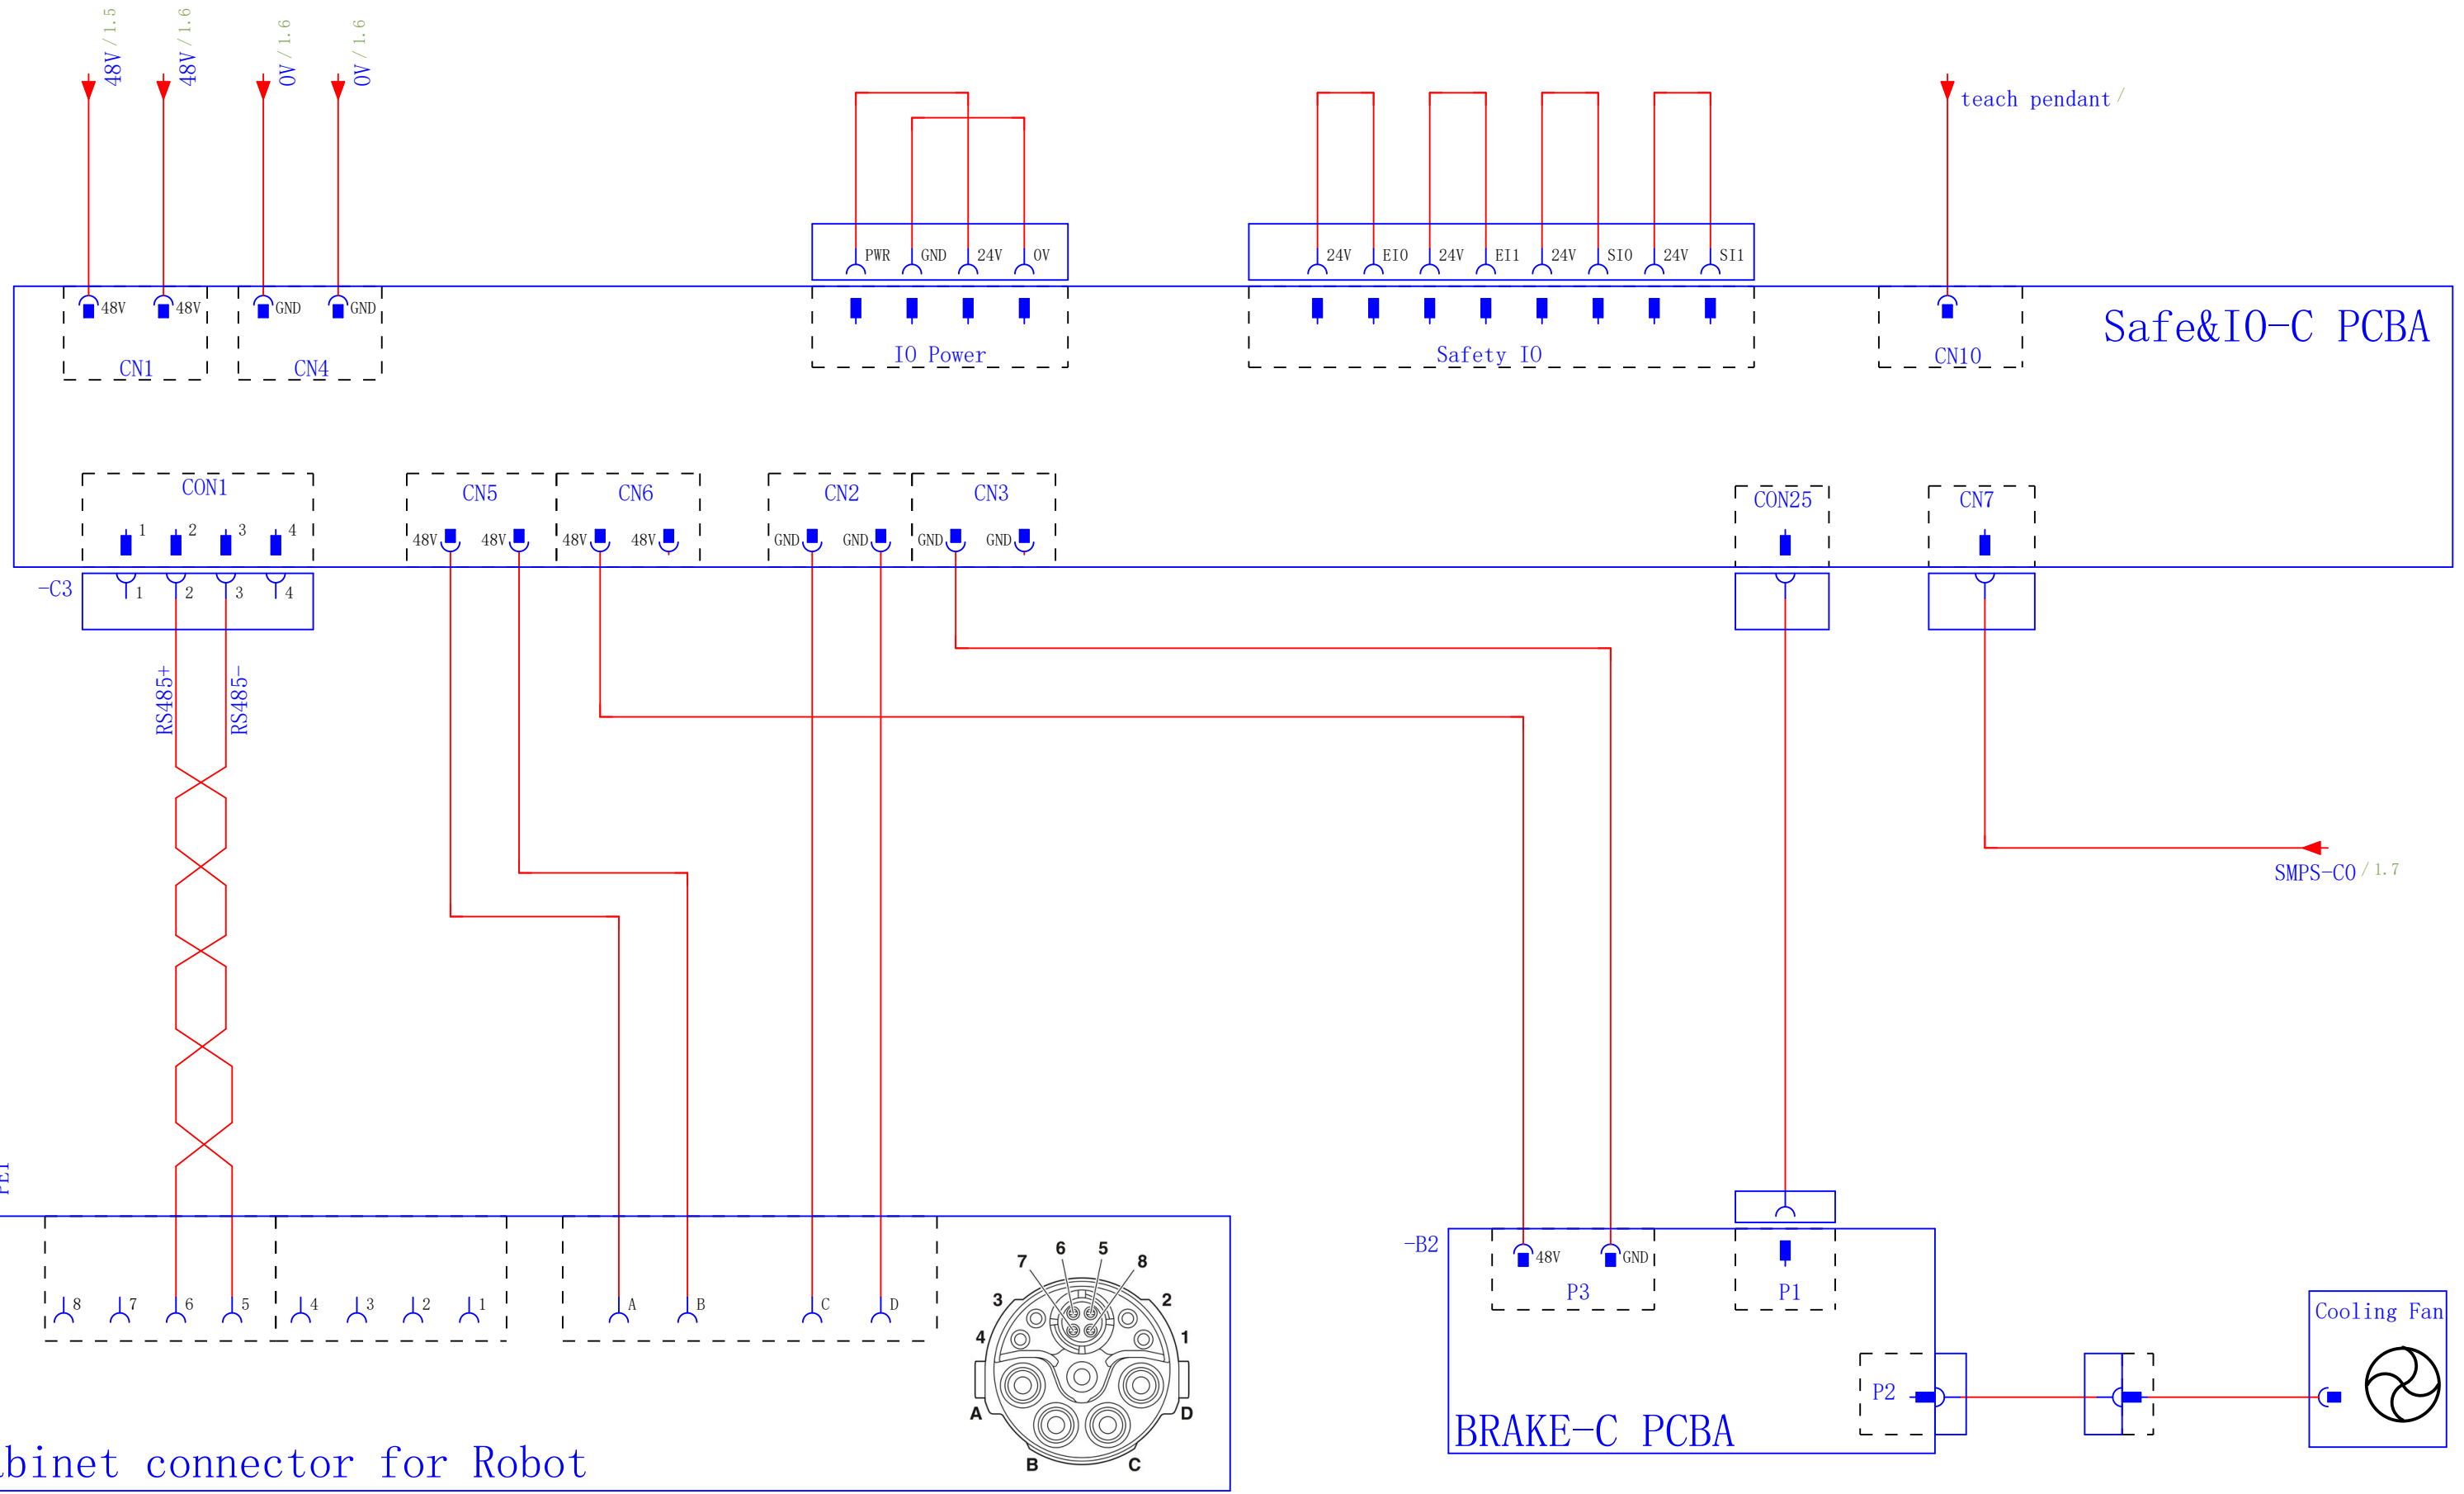 48V / 1.5
48V / 1.6
0V / 1.6
0V / 1.6
teach pendant /
PWR GND 24V 0V
24V EI0 24V EI1 24V SI0 24V SI1
48V 48V GND GND
CN1 CN4
IO Power
Safety IO
CN10
Safe&IO-C PCBA
CON1
CN5 CN6 CN2 CN3
CON25 CN7
1 2 3 4
48V 48V 48V 48V GND GND GND GND
-C3
1 2 3 4
RS485+
RS485-
SMPS-C0 / 1.7
PE1
8 7 6 5 4 3 2 1
A B C D
6 5
7 8
3 2
4 1
A D
B C
-B2
48V GND
P3 P1
P2
BRAKE-C PCBA
Cooling Fan
binet connector for Robot